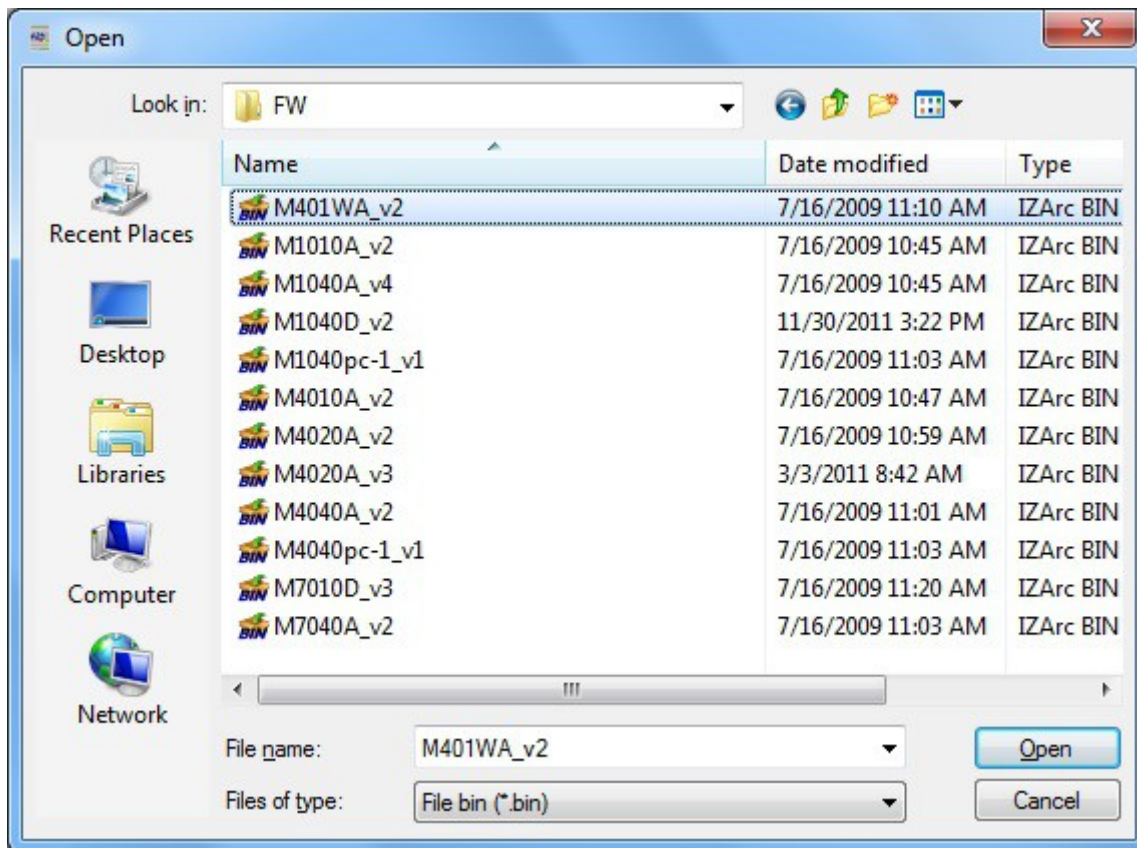 Open
Look in: FW
Name Date modified Type
M401WA_v2 7/16/2009 11:10 AM IZArc BIN
M1010A_v2 7/16/2009 10:45 AM IZArc BIN
M1040A_v4 7/16/2009 10:45 AM IZArc BIN
M1040D_v2 11/30/2011 3:22 PM IZArc BIN
M1040pc-1_v1 7/16/2009 11:03 AM IZArc BIN
M4010A_v2 7/16/2009 10:47 AM IZArc BIN
M4020A_v2 7/16/2009 10:59 AM IZArc BIN
M4020A_v3 3/3/2011 8:42 AM IZArc BIN
M4040A_v2 7/16/2009 11:01 AM IZArc BIN
M4040pc-1_v1 7/16/2009 11:03 AM IZArc BIN
M7010D_v3 7/16/2009 11:20 AM IZArc BIN
M7040A_v2 7/16/2009 11:03 AM IZArc BIN
Recent Places
Desktop
Libraries
Computer
Network
File name: M401WA_v2 Open
Files of type: File bin (*.bin) Cancel